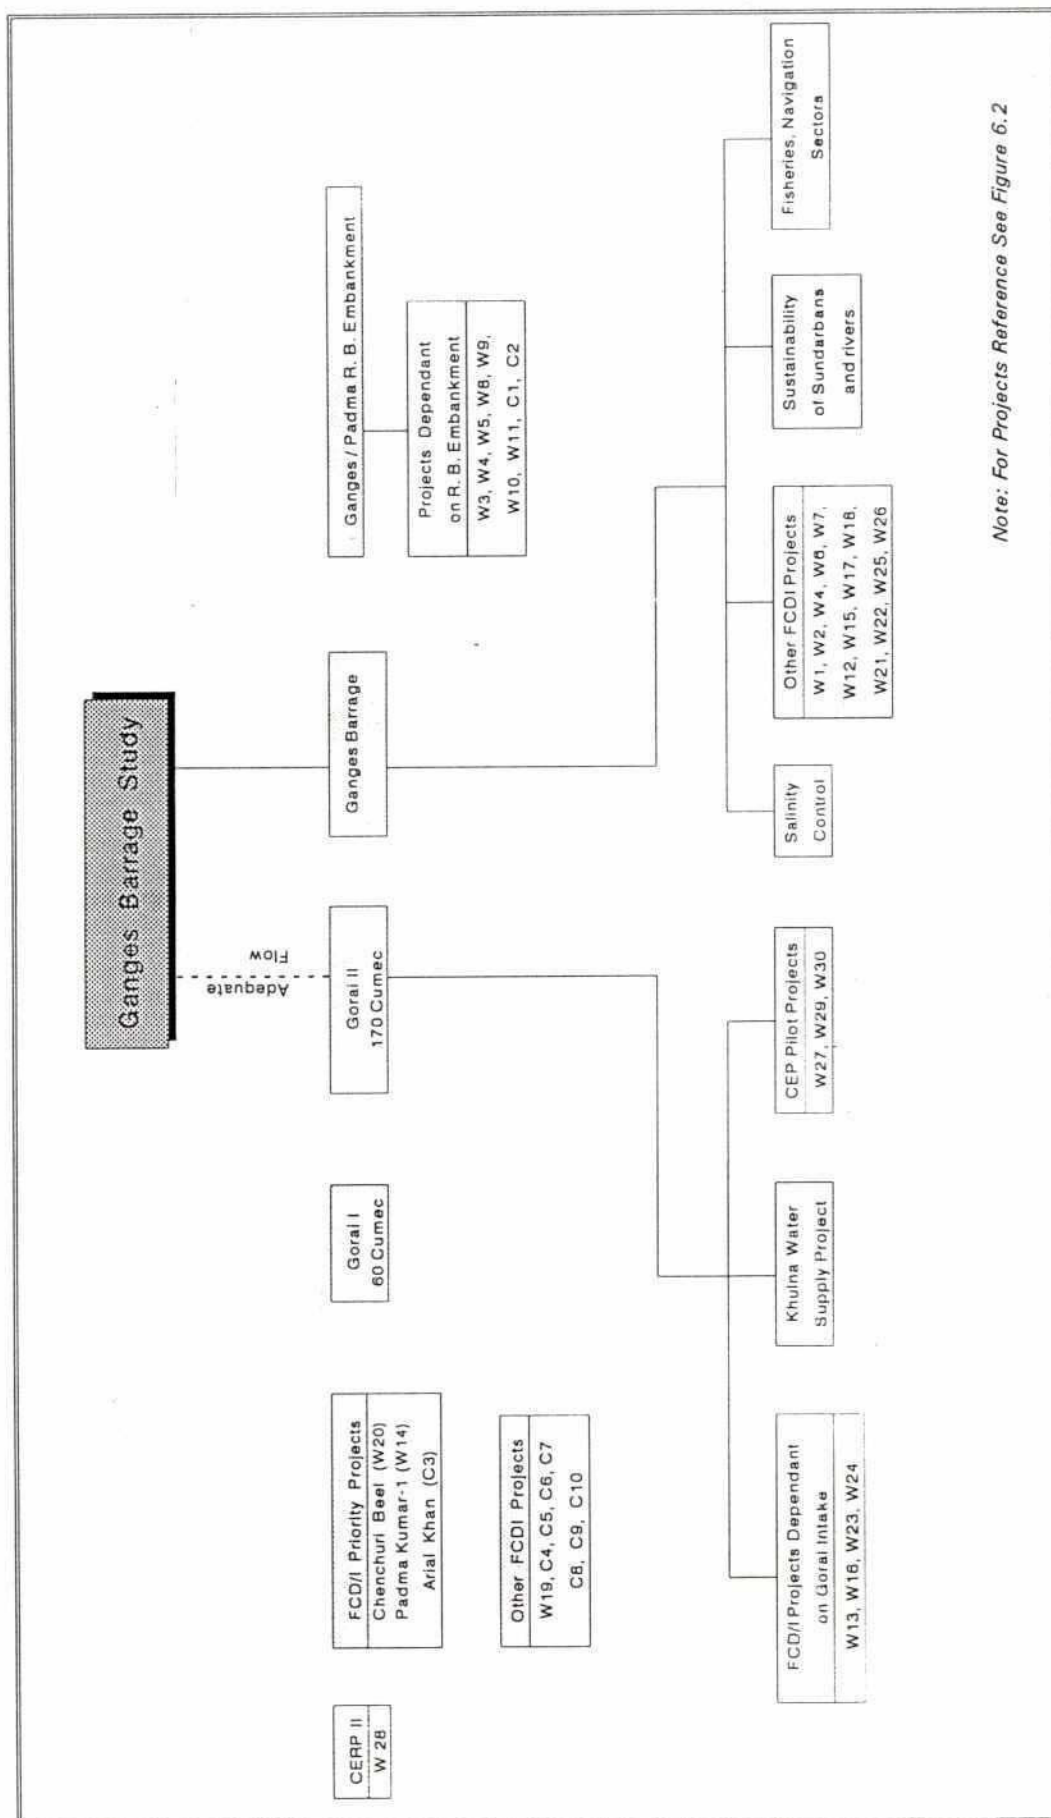 Ganges Barrage Study
Adequate
Flow
CERP II
W 28
FCD/I Priority Projects
Chenchuri Beel (W20)
Padma Kumar-1 (W14)
Arial Khan (C3)
Other FCDI Projects
W19, C4, C5, C6, C7
C8, C9, C10
Gorai I
60 Cumec
Gorai II
170 Cumec
Ganges Barrage
Ganges / Padma R. B. Embankment
Projects Dependant
on R. B. Embankment
W3, W4, W5, W8, W9,
W10, W11, C1, C2
FCD/I Projects Dependant
on Gorai Intake
W13, W16, W23, W24
Khulna Water
Supply Project
CEP Pilot Projects
W27, W29, W30
Salinity
Control
Other FCDI Projects
W1, W2, W4, W6, W7,
W12, W15, W17, W18,
W21, W22, W25, W26
Sustainability
of Sundarbans
and rivers
Fisheries, Navigation
Sectors
Note: For Projects Reference See Figure 6.2